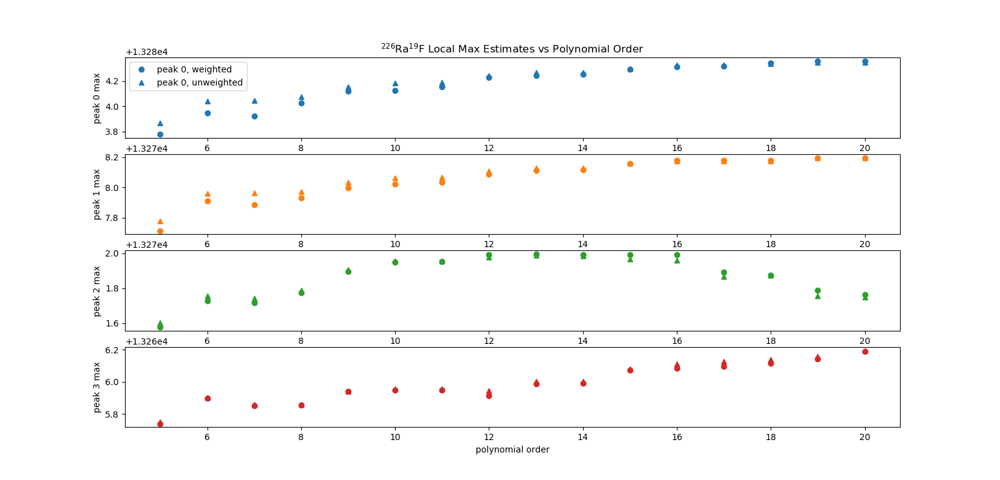 ²²⁶Ra¹⁹F Local Max Estimates vs Polynomial Order
+1.328e4
peak 0 max
4.2
4.0
3.8
peak 0, weighted
peak 0, unweighted
6 8 10 12 14 16 18 20
+1.327e4
peak 1 max
8.2
8.0
7.8
6 8 10 12 14 16 18 20
+1.327e4
peak 2 max
2.0
1.8
1.6
6 8 10 12 14 16 18 20
+1.326e4
peak 3 max
6.2
6.0
5.8
6 8 10 12 14 16 18 20
polynomial order